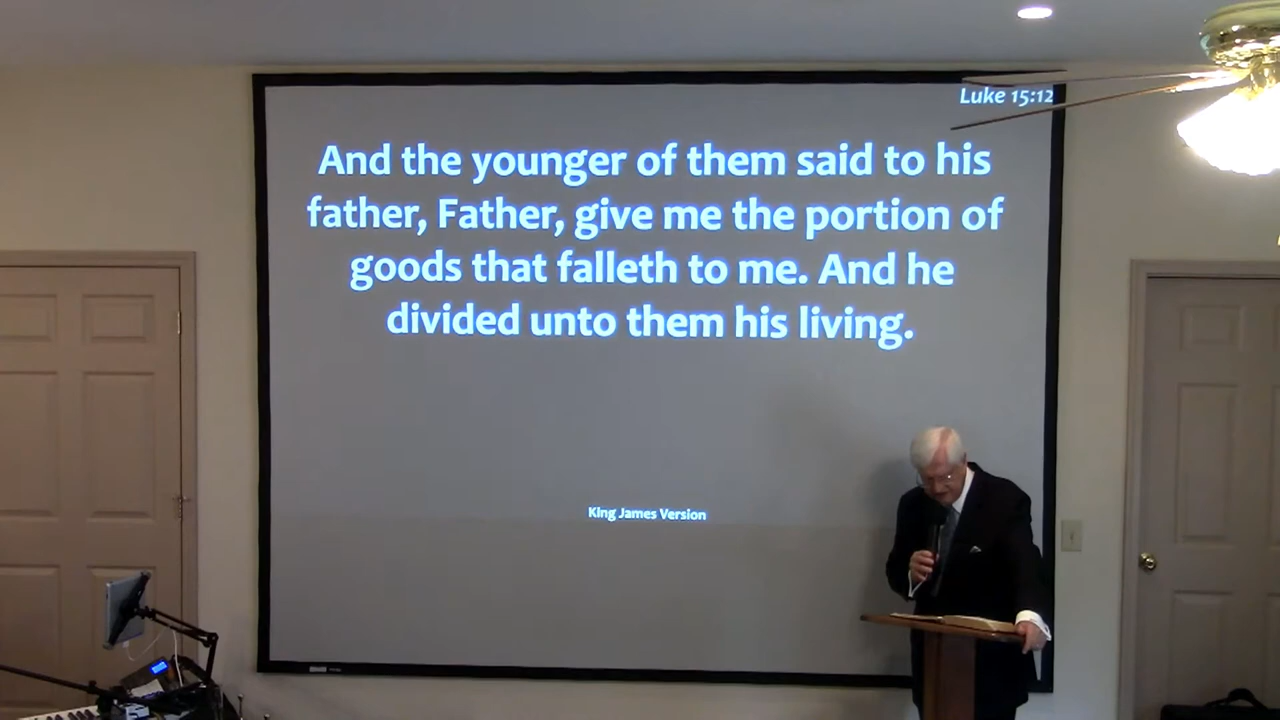 Luke 15:12
And the younger of them said to his
father, Father, give me the portion of
goods that falleth to me. And he
divided unto them his living.
King James Version